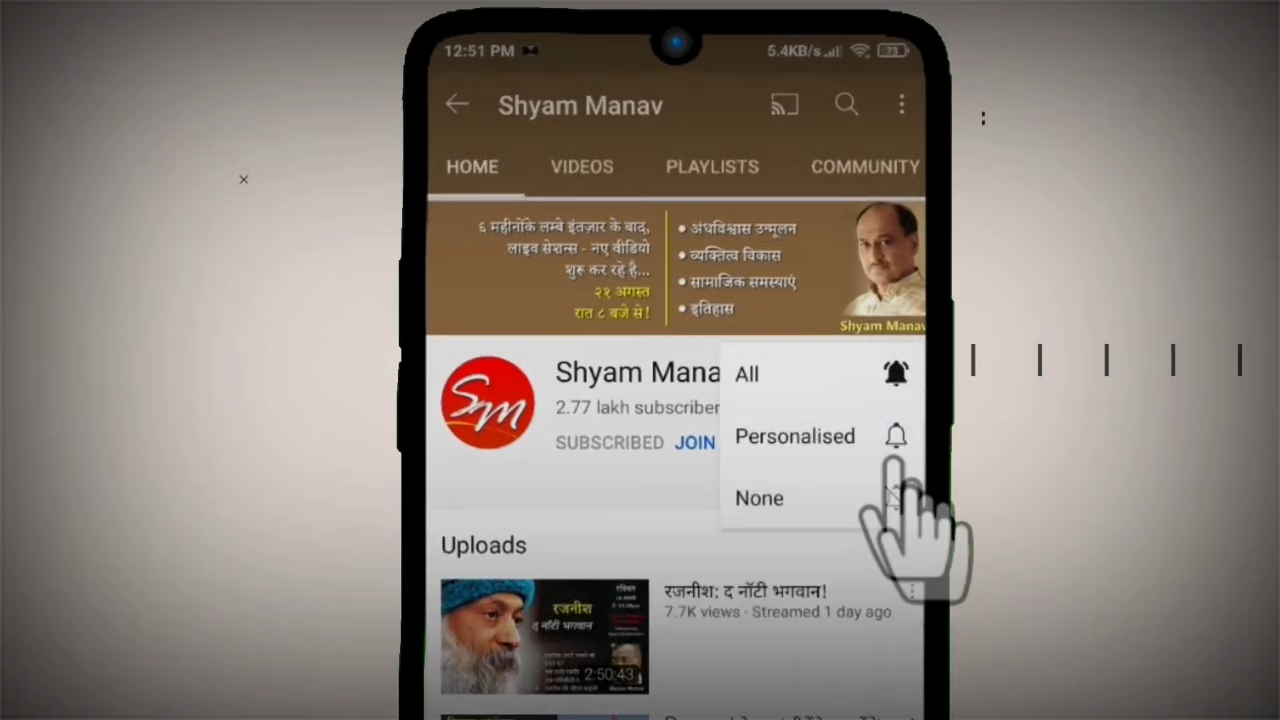 12:51 PM
5.4KB/s
73
Shyam Manav
HOME VIDEOS PLAYLISTS COMMUNITY
६ महीनोंके लम्बे इंतज़ार के बाद,
लाइव सेशन्स - नए वीडियो
शुरू कर रहे है...
२१ अगस्त
रात ८ बजे से!
• अंधविश्वास उन्मूलन
• व्यक्तित्व विकास
• सामाजिक समस्याएं
• इतिहास
Shyam Manav
SM
Shyam Mana
2.77 lakh subscriber
SUBSCRIBED JOIN
All
Personalised
None
Uploads
रजनीश
द नॉटी भगवान
2:50:43
रजनीश: द नॉटी भगवान!
7.7K views · Streamed 1 day ago